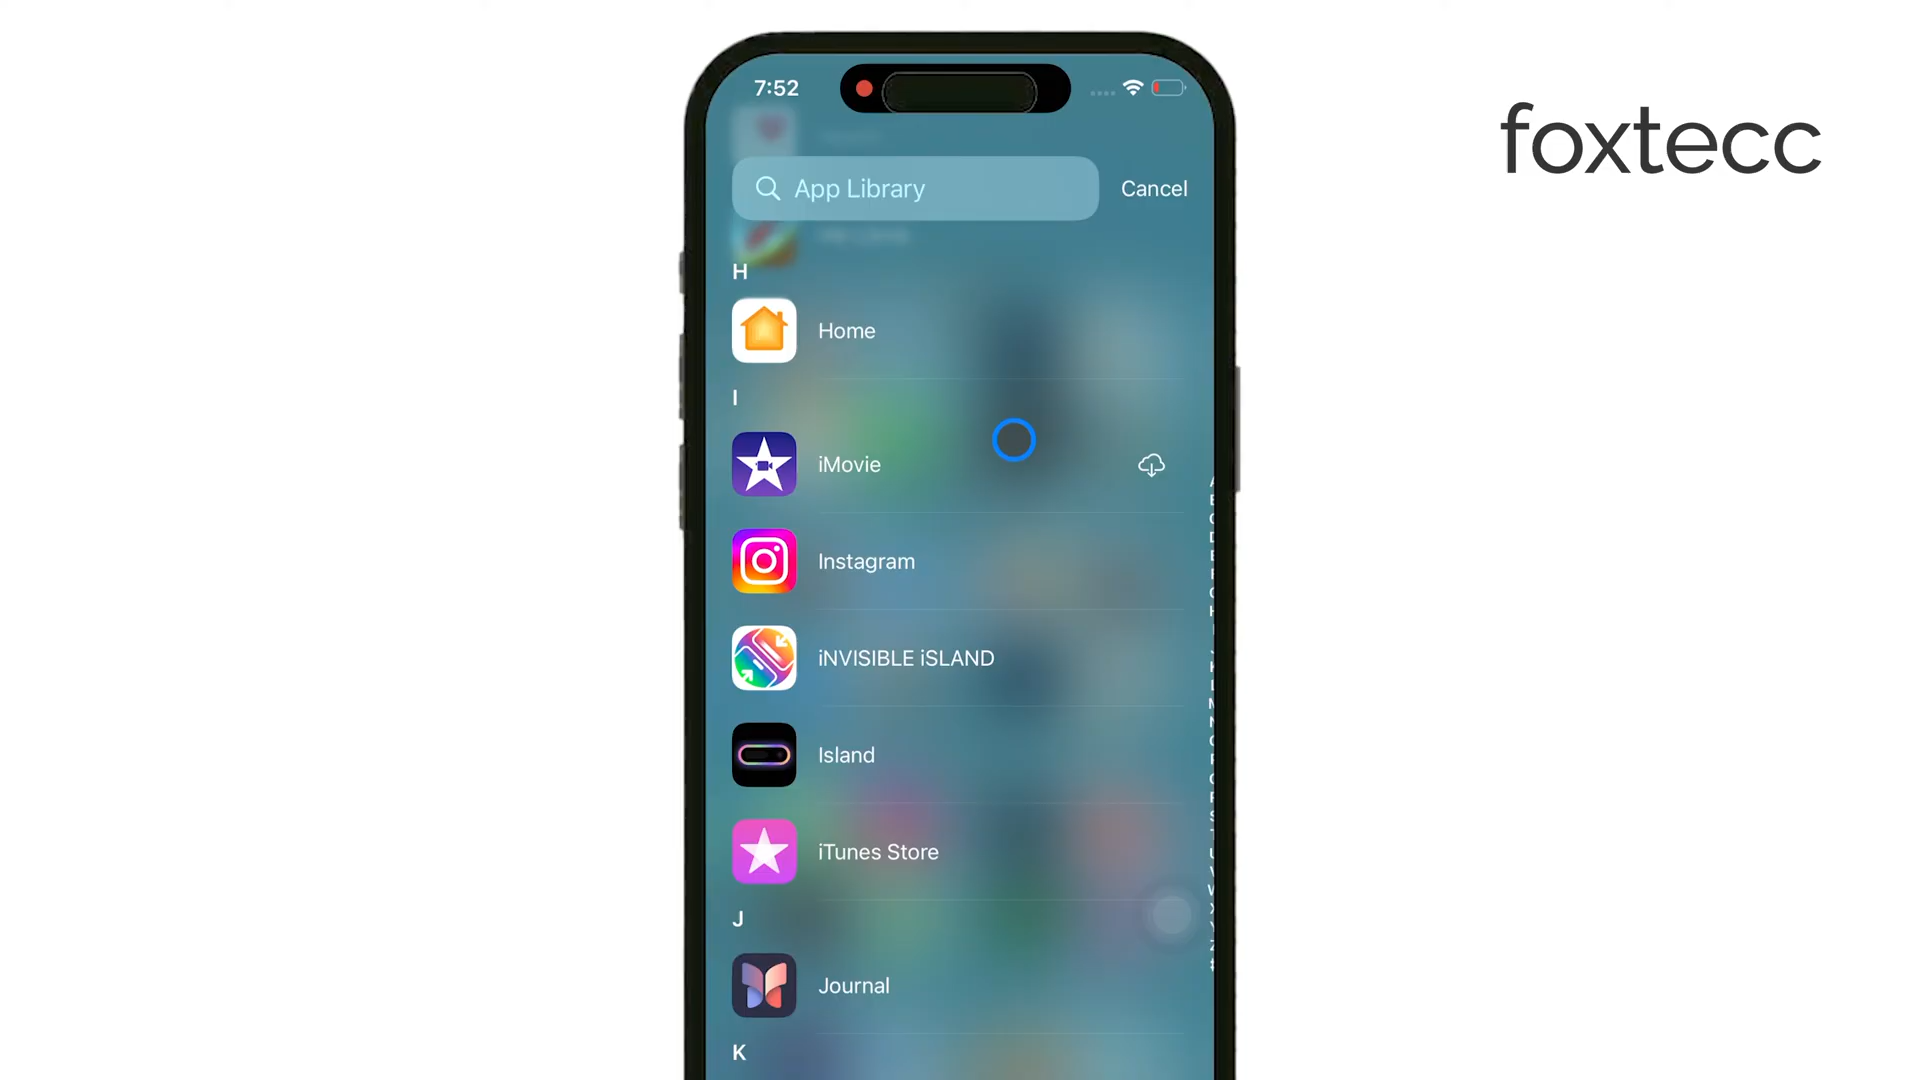 foxtecc
7:52
App Library
Cancel
H
Home
I
iMovie
Instagram
iNVISIBLE iSLAND
Island
iTunes Store
J
Journal
K